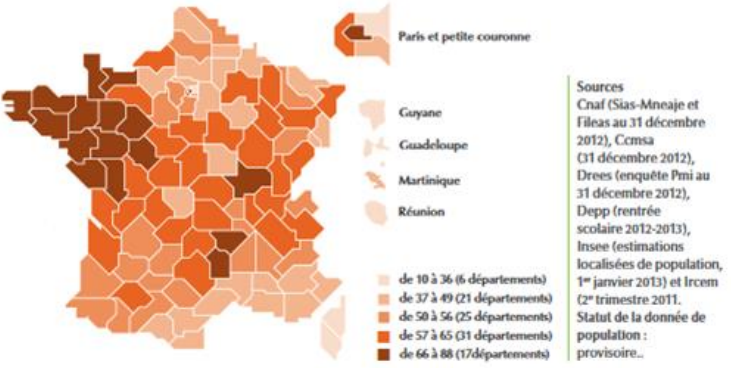 Paris et petite couronne
Guyane
Guadeloupe
Martinique
Réunion
de 10 à 36 (6 départements)
de 37 à 49 (21 départements)
de 50 à 56 (25 départements)
de 57 à 65 (31 départements)
de 66 à 88 (17départements)
Sources
Cnaf (Sias-Mneaje et
Fileas au 31 décembre
2012), Ccmsa
(31 décembre 2012),
Drees (enquête Pmi au
31 décembre 2012),
Depp (rentrée
scolaire 2012-2013),
Insee (estimations
localisées de population,
1er janvier 2013) et Ircem
(2e trimestre 2011.
Statut de la donnée de
population :
provisoire..